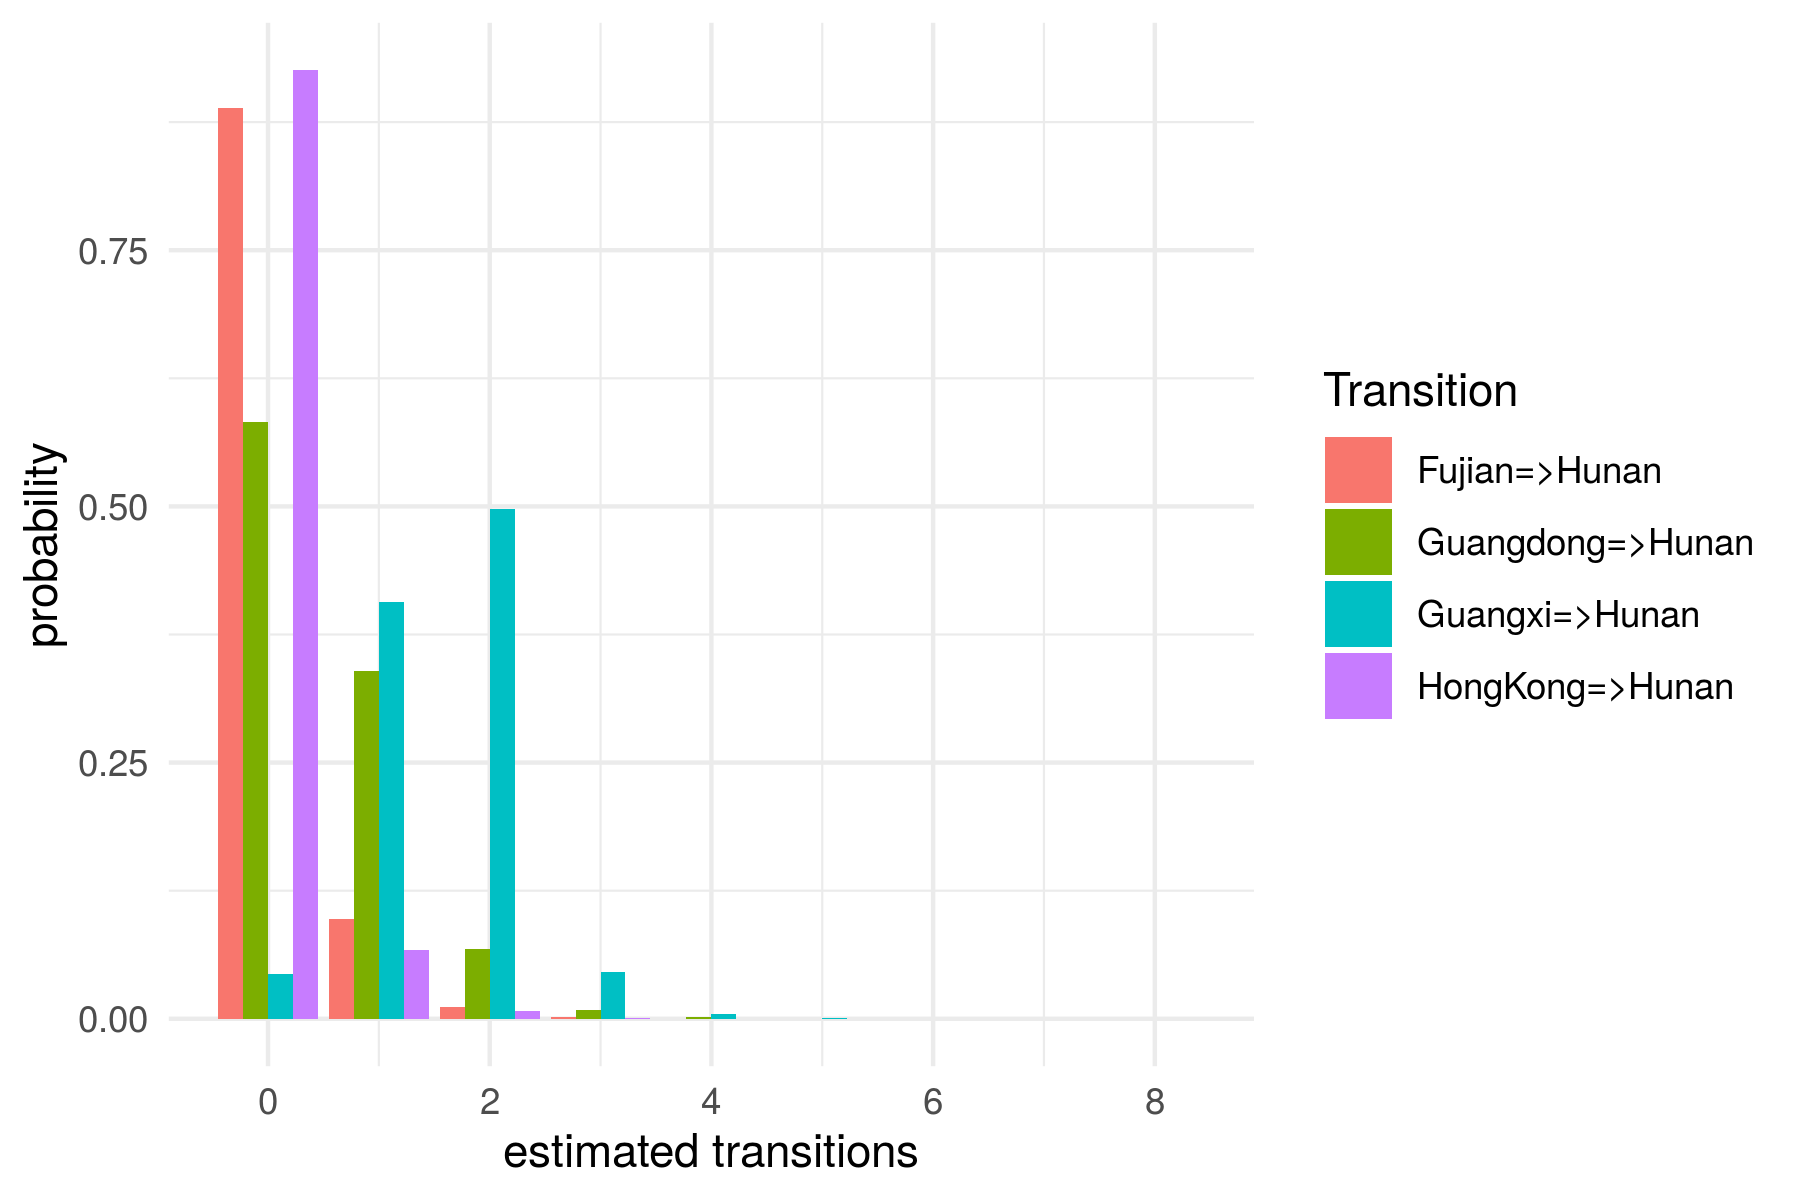 0.75
0.50
0.25
0.00
probability
0 2 4 6 8
estimated transitions
Transition
Fujian=>Hunan
Guangdong=>Hunan
Guangxi=>Hunan
HongKong=>Hunan